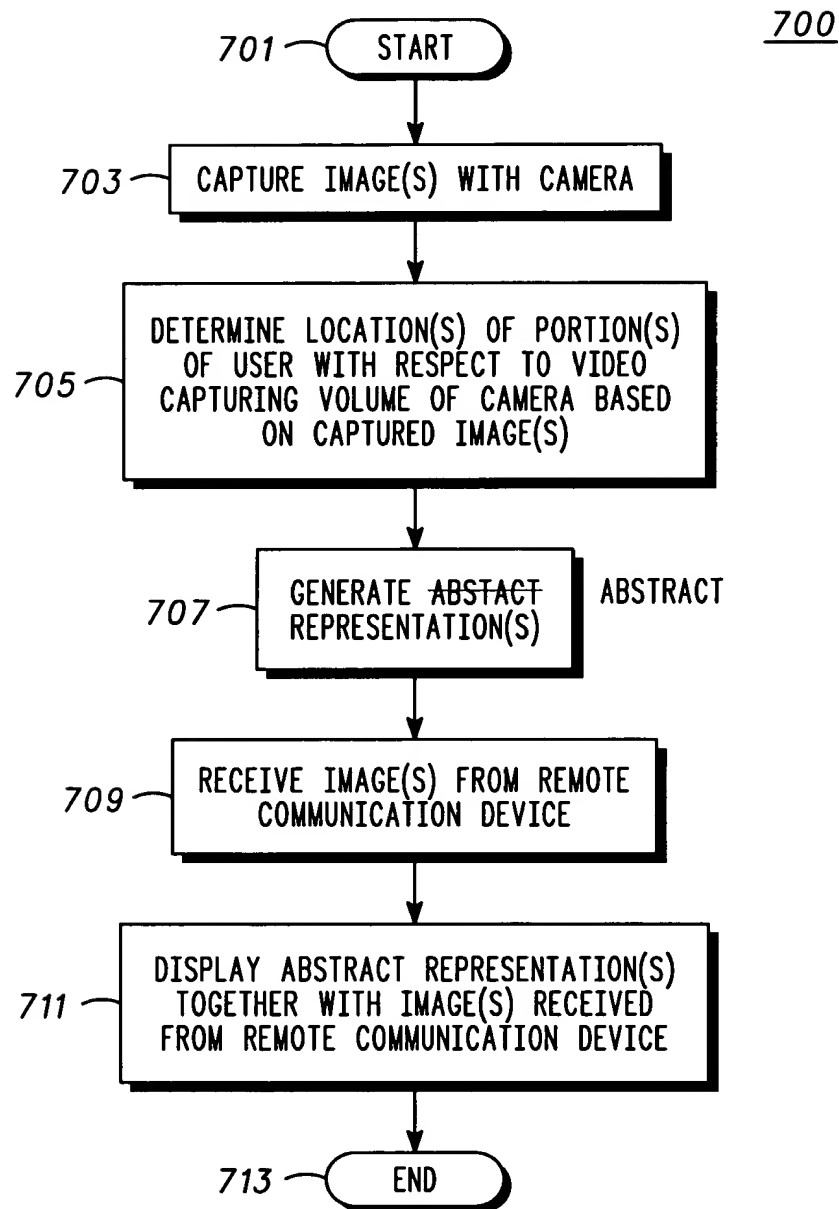 700
701 START
703 CAPTURE IMAGE(S) WITH CAMERA
DETERMINE LOCATION(S) OF PORTION(S)
OF USER WITH RESPECT TO VIDEO
705 CAPTURING VOLUME OF CAMERA BASED
ON CAPTURED IMAGE(S)
GENERATE ABSTACT ABSTRACT
707 REPRESENTATION(S)
RECEIVE IMAGE(S) FROM REMOTE
709 COMMUNICATION DEVICE
DISPLAY ABSTRACT REPRESENTATION(S)
711 TOGETHER WITH IMAGE(S) RECEIVED
FROM REMOTE COMMUNICATION DEVICE
713 END